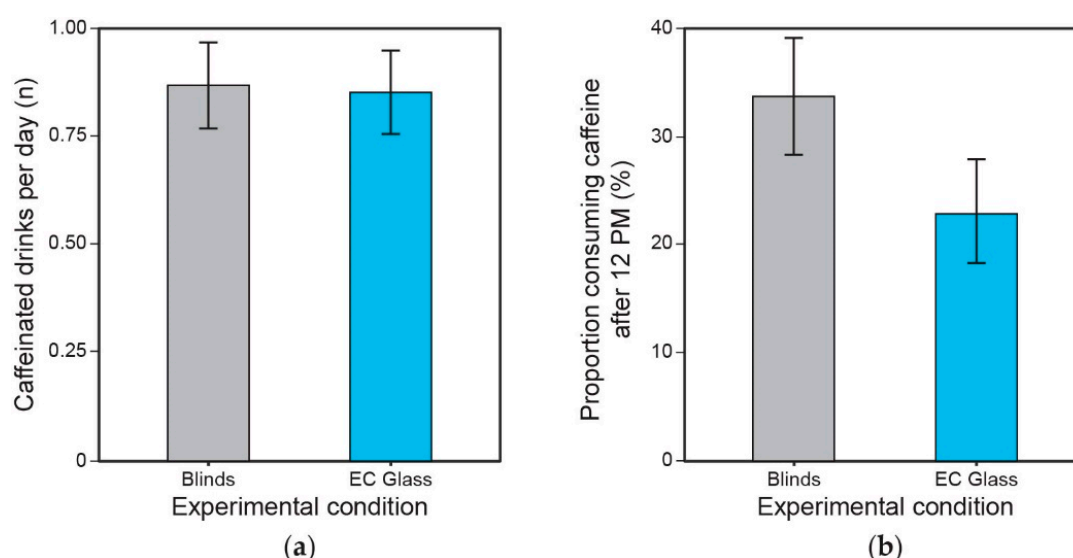 Caffeinated drinks per day (n)
1.00
0.75
0.50
0.25
0
Blinds
EC Glass
Experimental condition
(a)
Proportion consuming caffeine
after 12 PM (%)
40
30
20
10
0
Blinds
EC Glass
Experimental condition
(b)